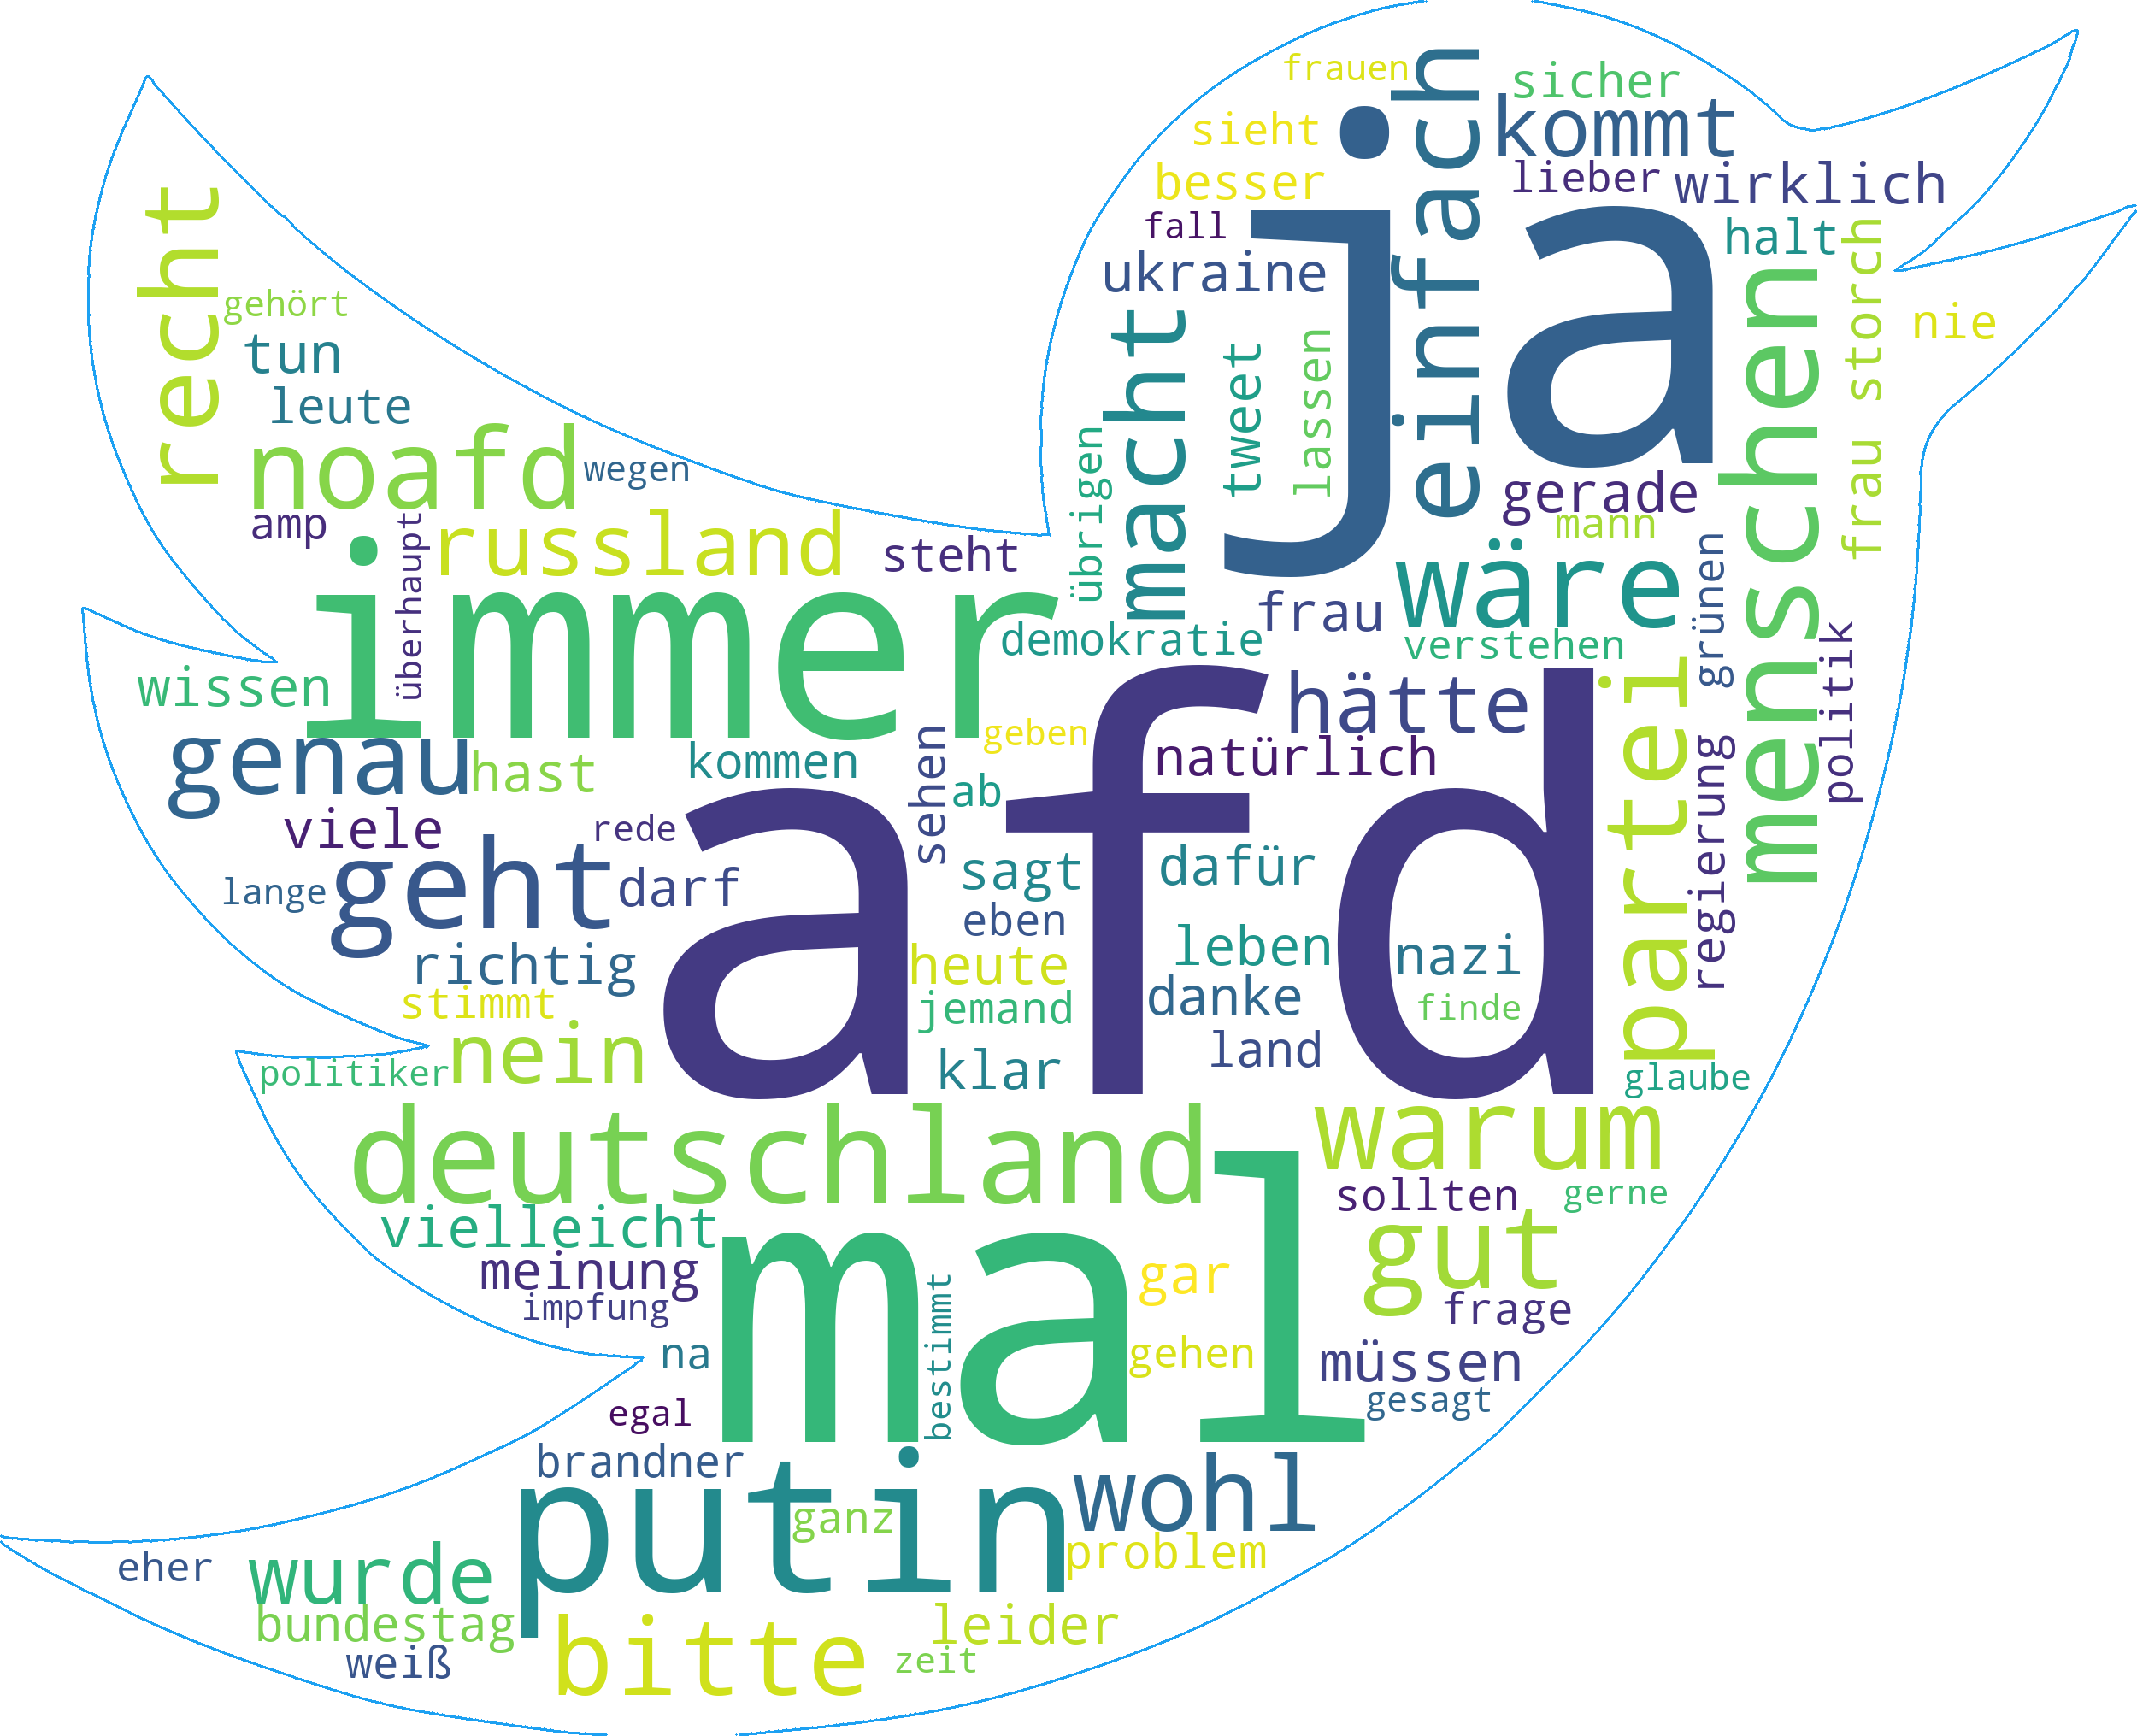 frauen
sicher
sieht
kommt
besser
lieber
wirklich
fall
ja
einfach
halt
ukraine
recht
gehört
frau storch
nie
tun
macht
tweet
lassen
menschen
leute
noafd
wegen
übrigen
gerade
amp
überhaupt
russland
steht
mann
immer
wäre
grünen
frau
demokratie
verstehen
politik
wissen
partei
hätte
genau
hast
kommen
sehen
geben
natürlich
ab
regierung
viele
rede
afd
sagt
dafür
lange
geht
darf
eben
richtig
heute
leben
nazi
stimmt
jemand
danke
finde
nein
klar
land
politiker
glaube
deutschland
warum
vielleicht
sollten
gerne
meinung
mal
gar
gut
impfung
bestimmt
frage
na
gehen
müssen
egal
gesagt
brandner
putin
wohl
ganz
eher
wurde
problem
bundestag
bitte
leider
weiß
zeit